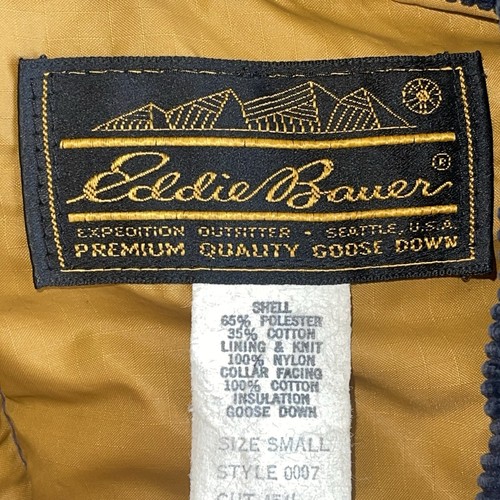 Eddie Bauer ®
EXPEDITION OUTFITTER - SEATTLE, U.S.A
PREMIUM QUALITY GOOSE DOWN
SHELL
65% POLESTER
35% COTTON
LINING & KNIT
100% NYLON
COLLAR FACING
100% COTTON
INSULATION
GOOSE DOWN
SIZE SMALL
STYLE 0007